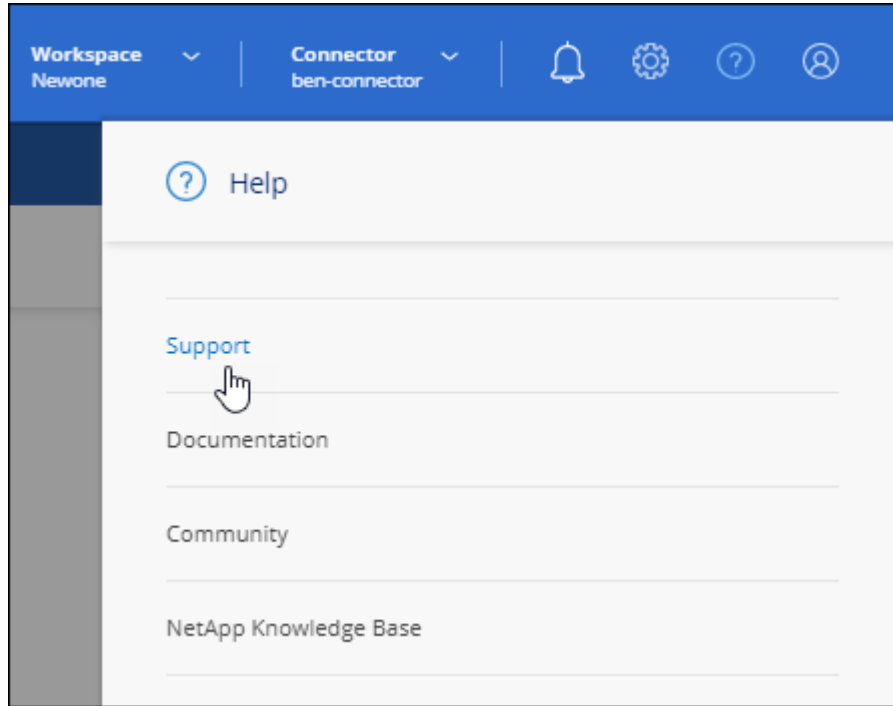 Workspace
Newone
Connector
ben-connector
Help
Support
Documentation
Community
NetApp Knowledge Base